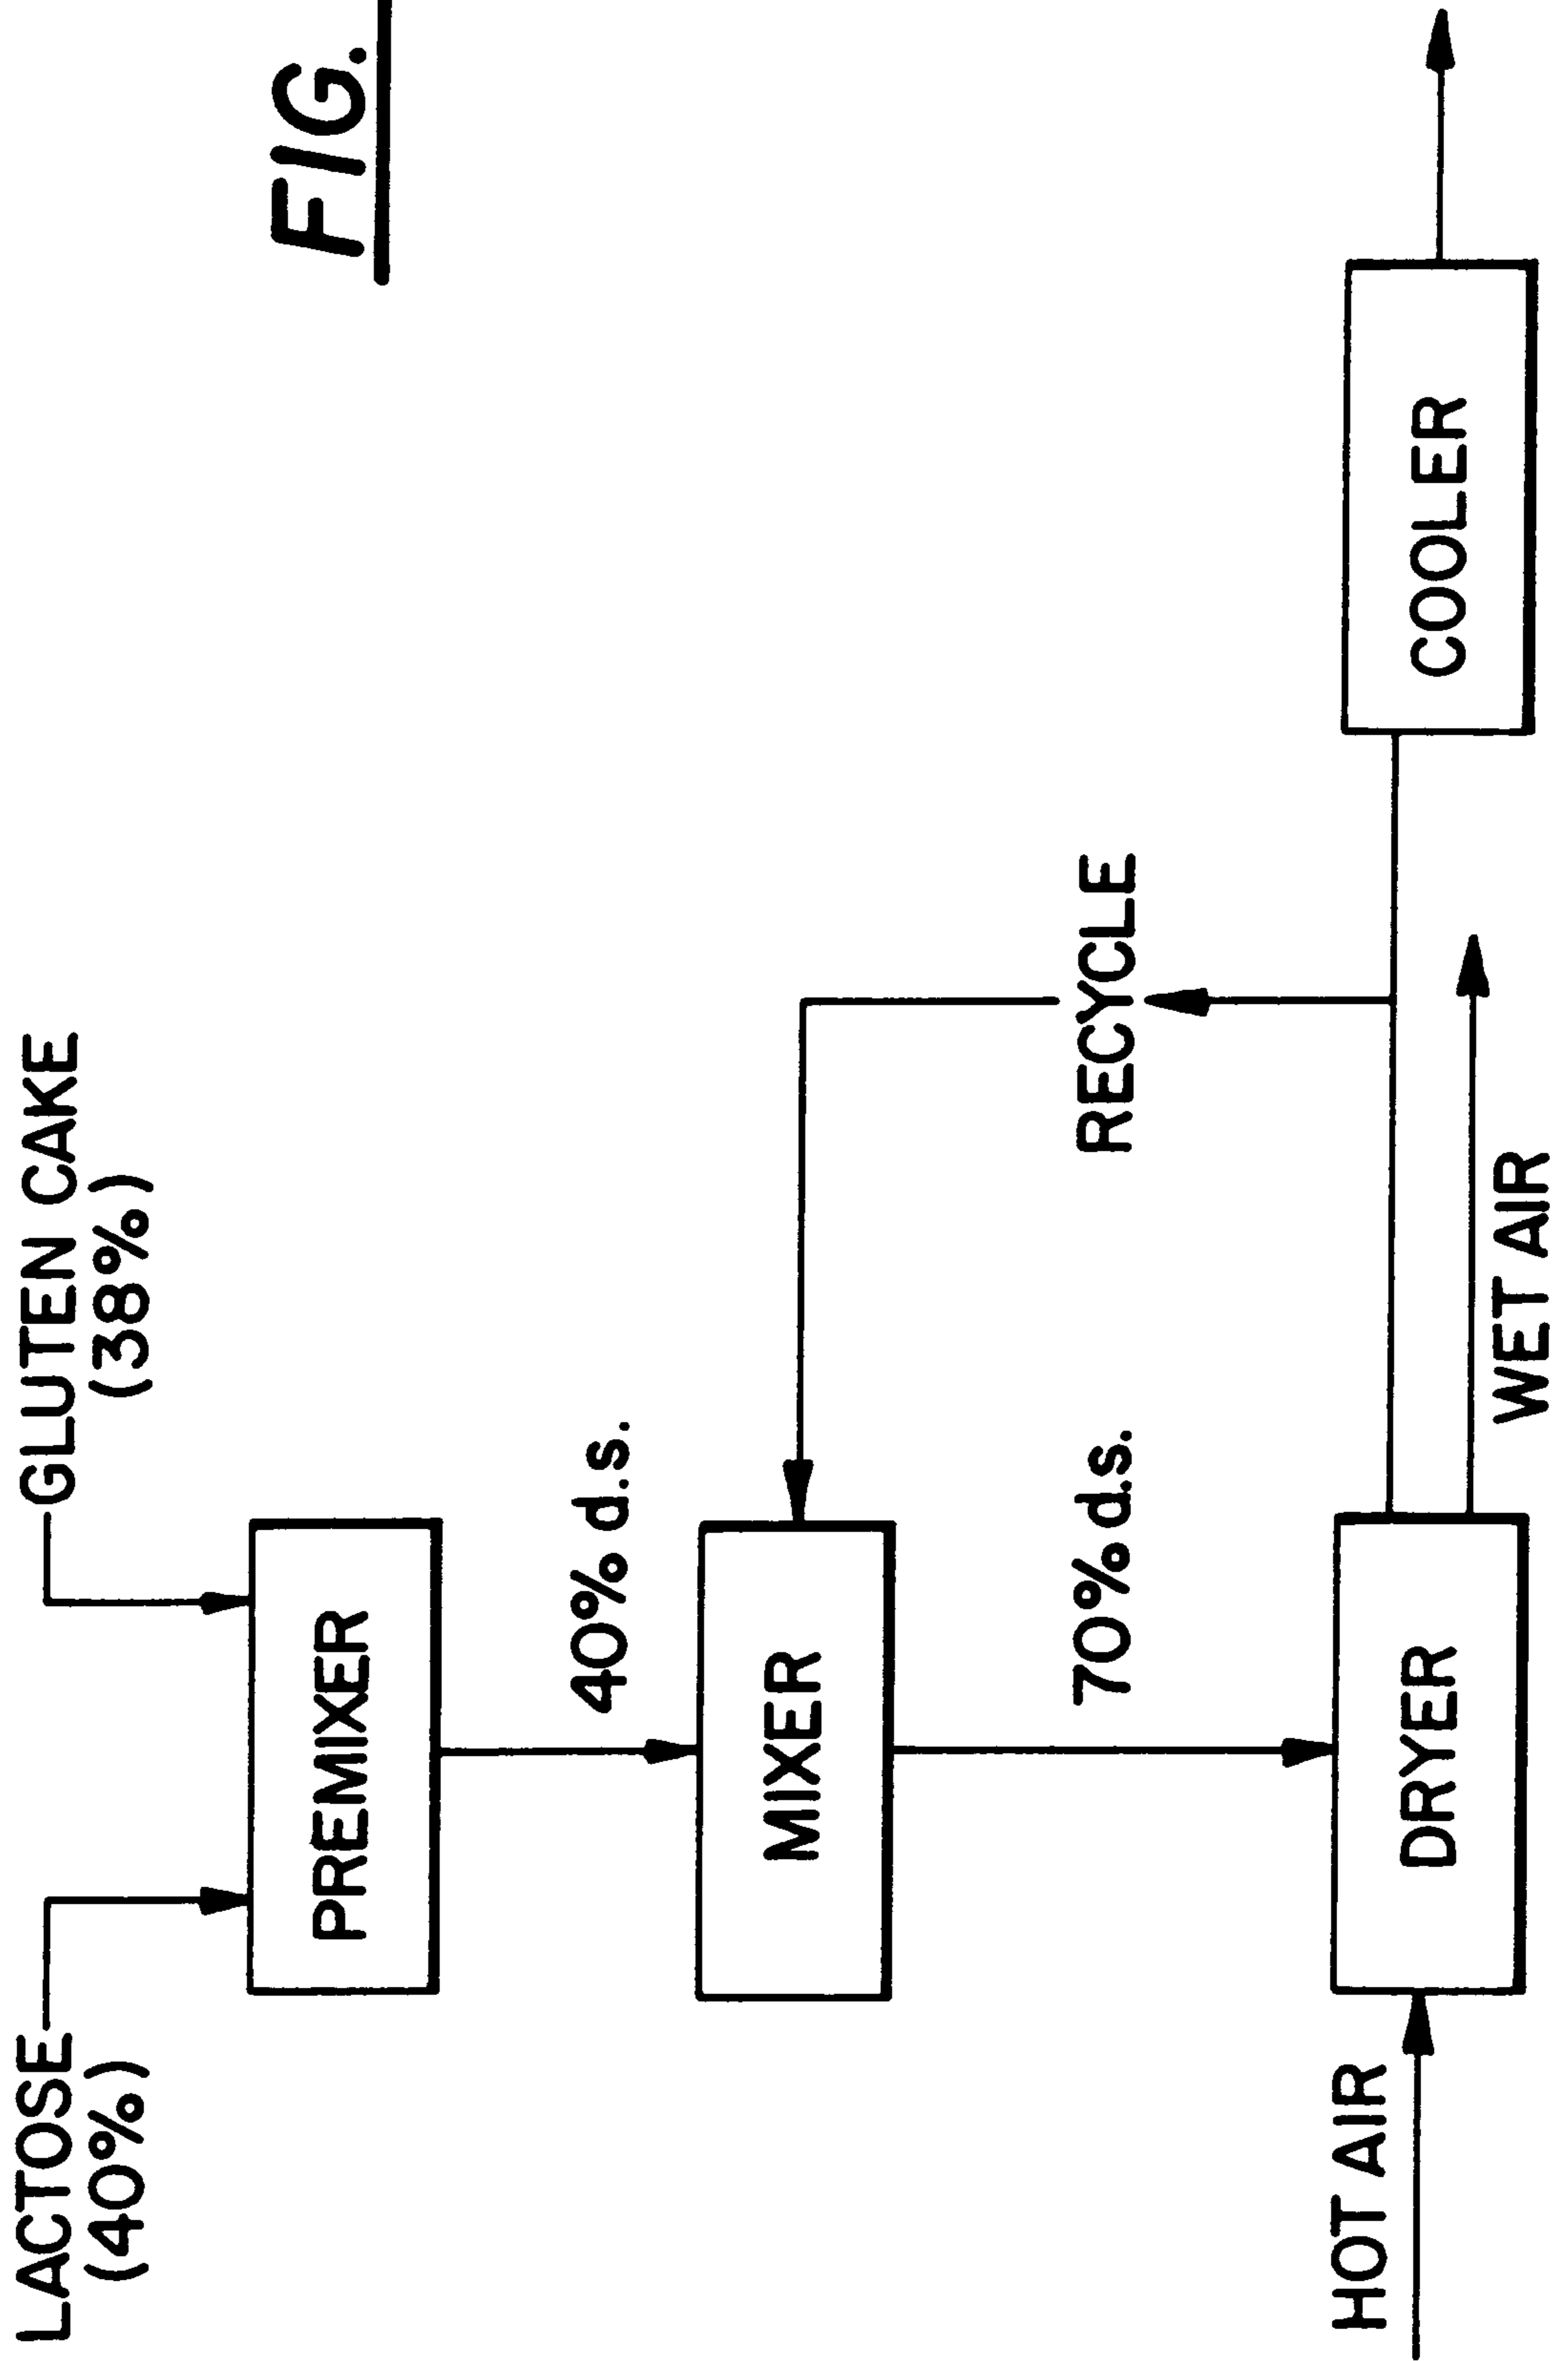 LACTOSE
(40%)
GLUTEN CAKE
(38%)
FIG.
PREMIXER
40% d.s.
MIXER
RECYCLE
70% d.s.
HOT AIR
DRYER
WET AIR
COOLER